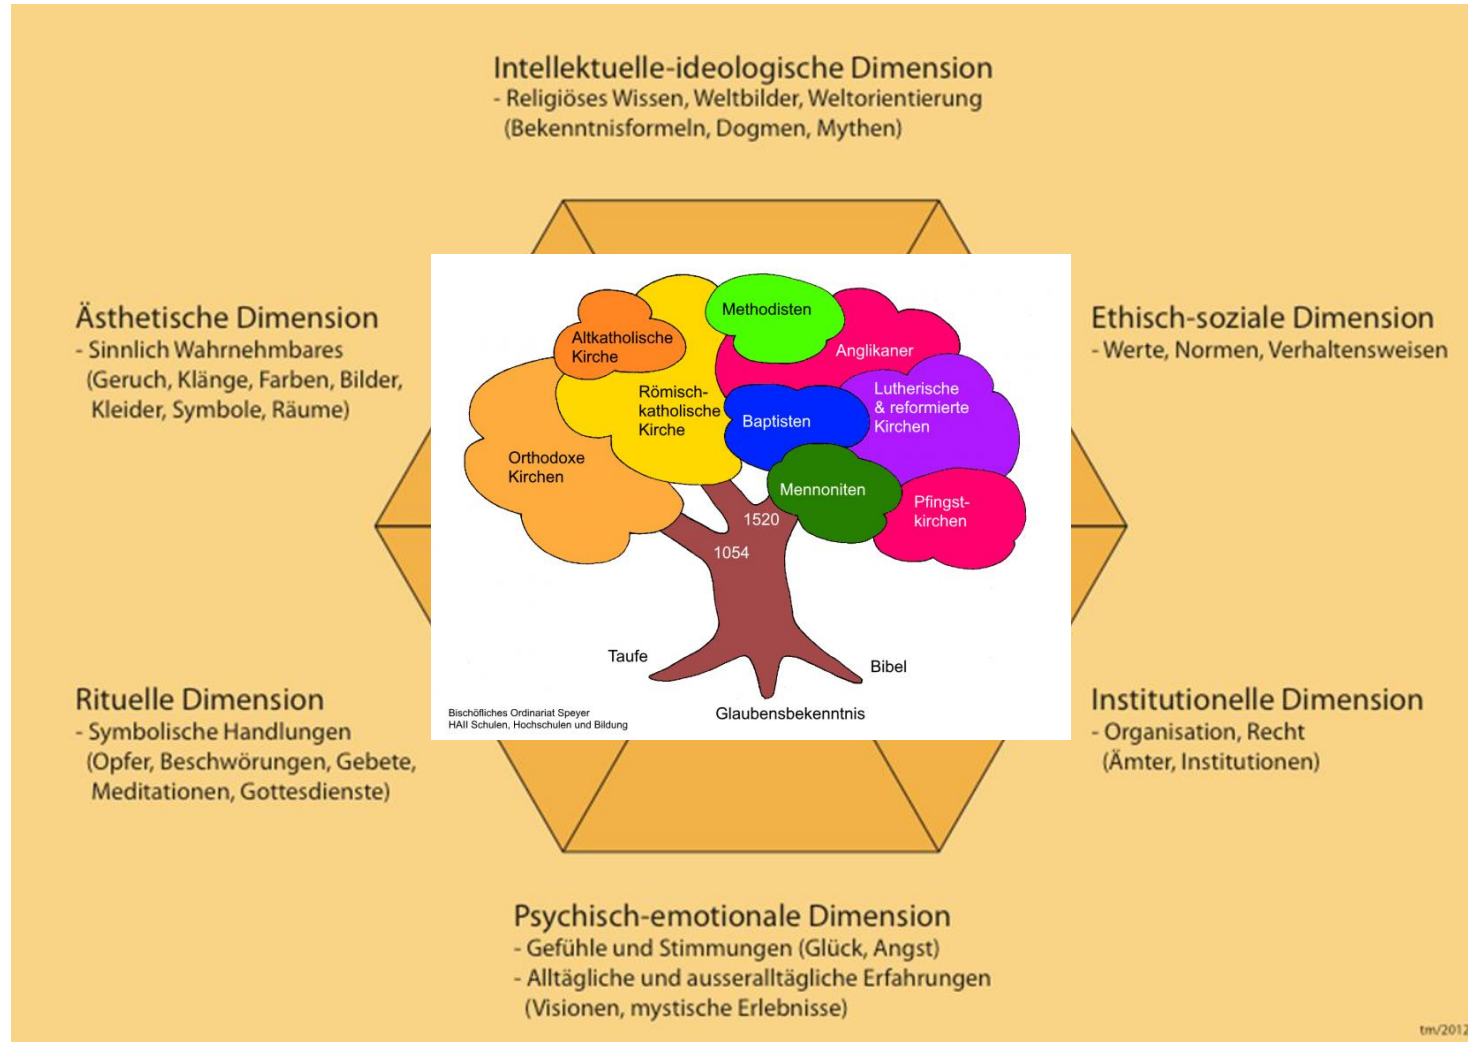 Intellektuelle-ideologische Dimension
- Religiöses Wissen, Weltbilder, Weltorientierung
(Bekenntnisformeln, Dogmen, Mythen)
Ästhetische Dimension
- Sinnlich Wahrnehmbares
(Geruch, Klänge, Farben, Bilder,
Kleider, Symbole, Räume)
Ethisch-soziale Dimension
- Werte, Normen, Verhaltensweisen
Methodisten
Altkatholische
Kirche
Anglikaner
Römisch-
katholische
Kirche
Baptisten
Lutherische
& reformierte
Kirchen
Orthodoxe
Kirchen
Mennoniten
Pfingst-
kirchen
1520
1054
Taufe
Bibel
Glaubensbekenntnis
Bischöfliches Ordinariat Speyer
HAII Schulen, Hochschulen und Bildung
Rituelle Dimension
- Symbolische Handlungen
(Opfer, Beschwörungen, Gebete,
Meditationen, Gottesdienste)
Institutionelle Dimension
- Organisation, Recht
(Ämter, Institutionen)
Psychisch-emotionale Dimension
- Gefühle und Stimmungen (Glück, Angst)
- Alltägliche und ausseralltägliche Erfahrungen
(Visionen, mystische Erlebnisse)
tm/2012